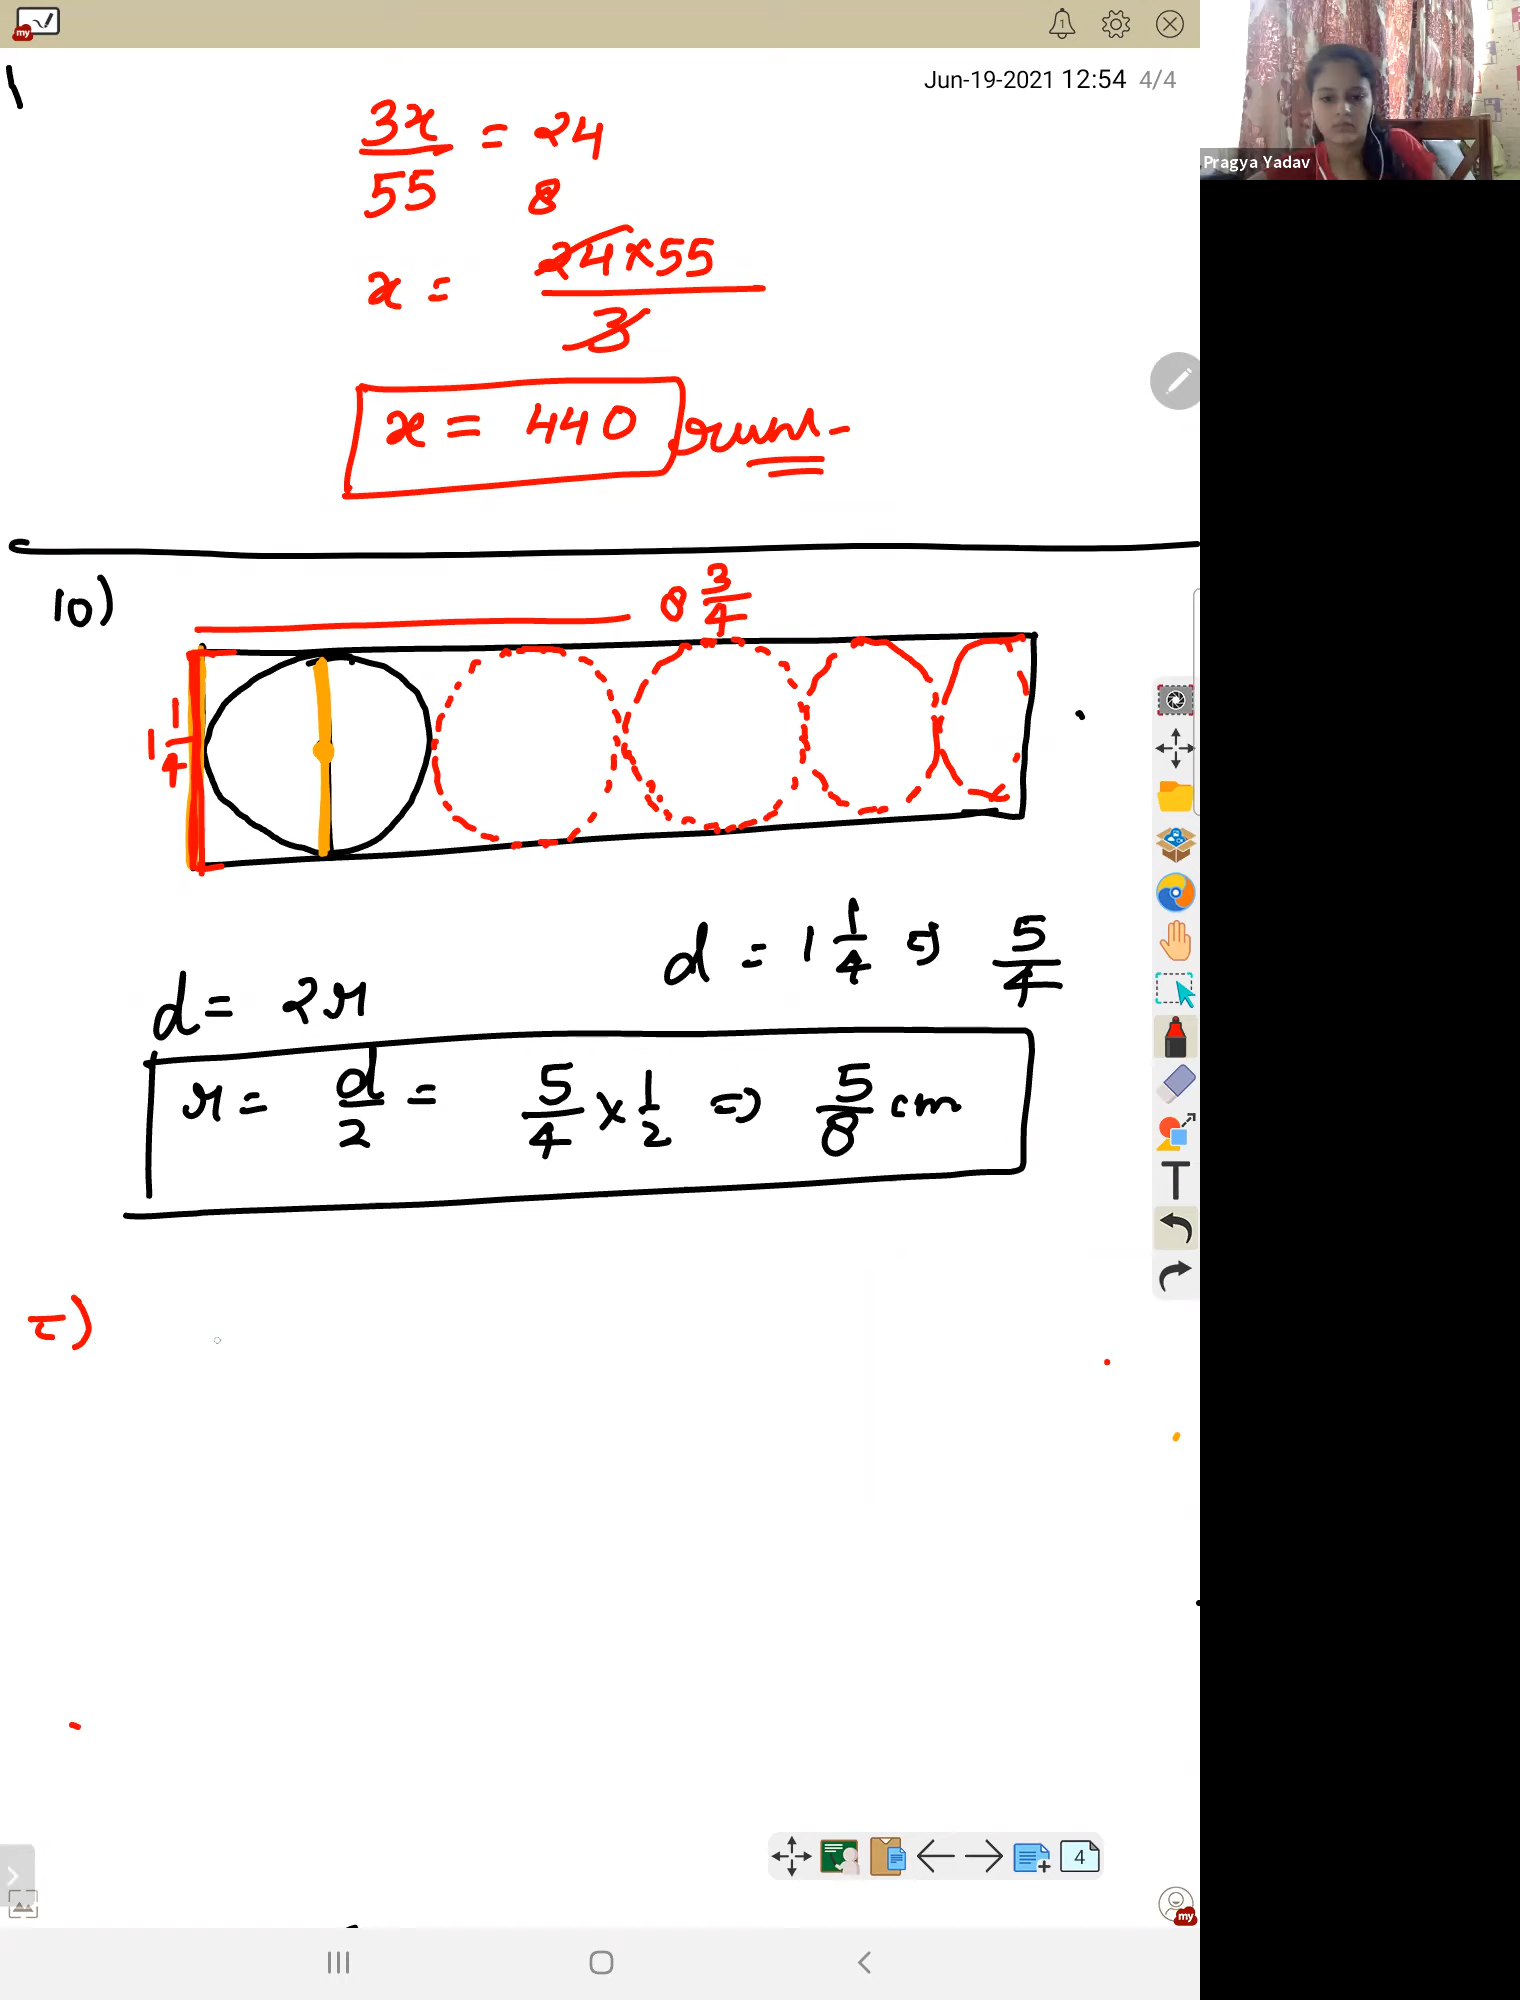 Jun-19-2021 12:54 4/4
Pragya Yadav
3x/55 = 24
8
x = 24×55/3
x = 440 runs.
10)
8 3/4
1 1/4
d = 1 1/4 ⇒ 5/4
d = 2r
r = d/2 = 5/4 × 1/2 ⇒ 5/8 cm
T
4
my